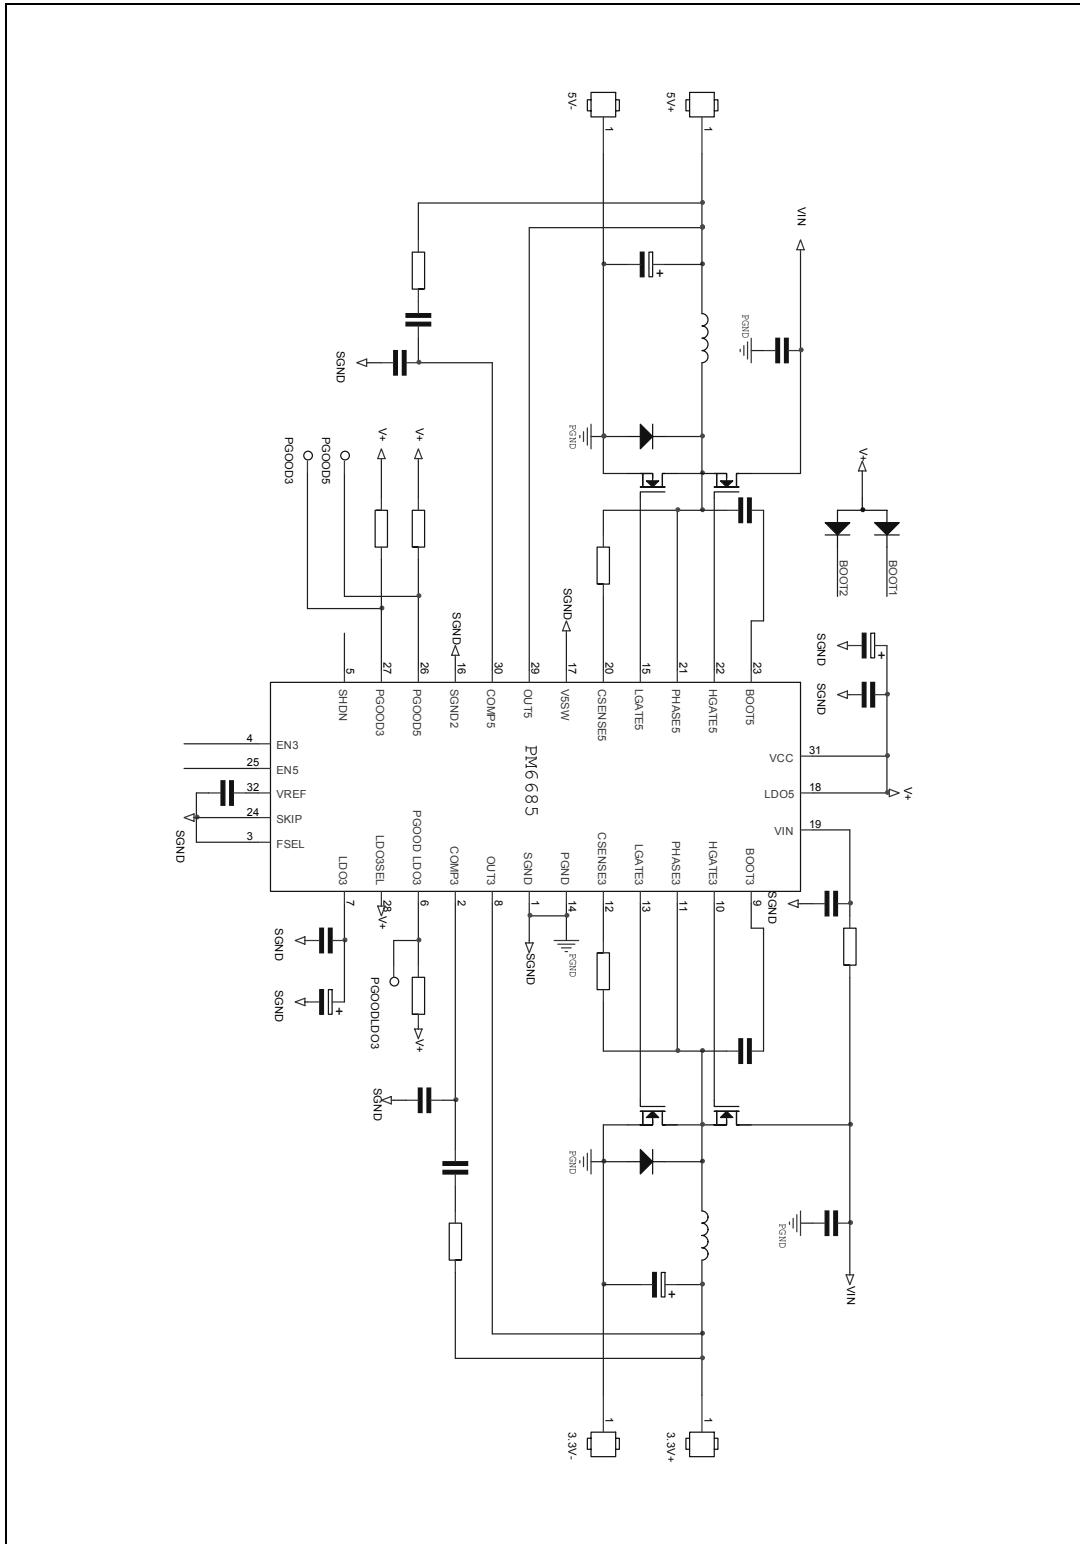 5V-
5V+
1
1
VIN
PGND
SGND
PGND
V+
V+
V+
PGOOD3
PGOOD5
BOOT2
BOOT1
SGND
SGND
SGND
SGND
5
27
26
16
30
29
17
20
15
21
22
23
SHDN
PGOOD3
PGOOD5
SGND2
COMP5
OUT5
V5SW
CSENSE5
LGATE5
PHASE5
HGATE5
BOOT5
4
EN3
25
EN5
32
VREF
24
SKIP
3
FSEL
SGND
PM6685
VCC
31
LDO5
18
V+
VIN
19
LDO3
LDO3SEL
PGOOD LDO3
COMP3
OUT3
SGND
PGND
CSENSE3
LGATE3
PHASE3
HGATE3
BOOT3
7
28
6
2
8
1
14
12
13
11
10
9
SGND
V+
SGND
SGND
PGOODLDO3
V+
SGND
PGND
SGND
PGND
PGND
VIN
1
1
3.3V-
3.3V+
+
+
+
+
+